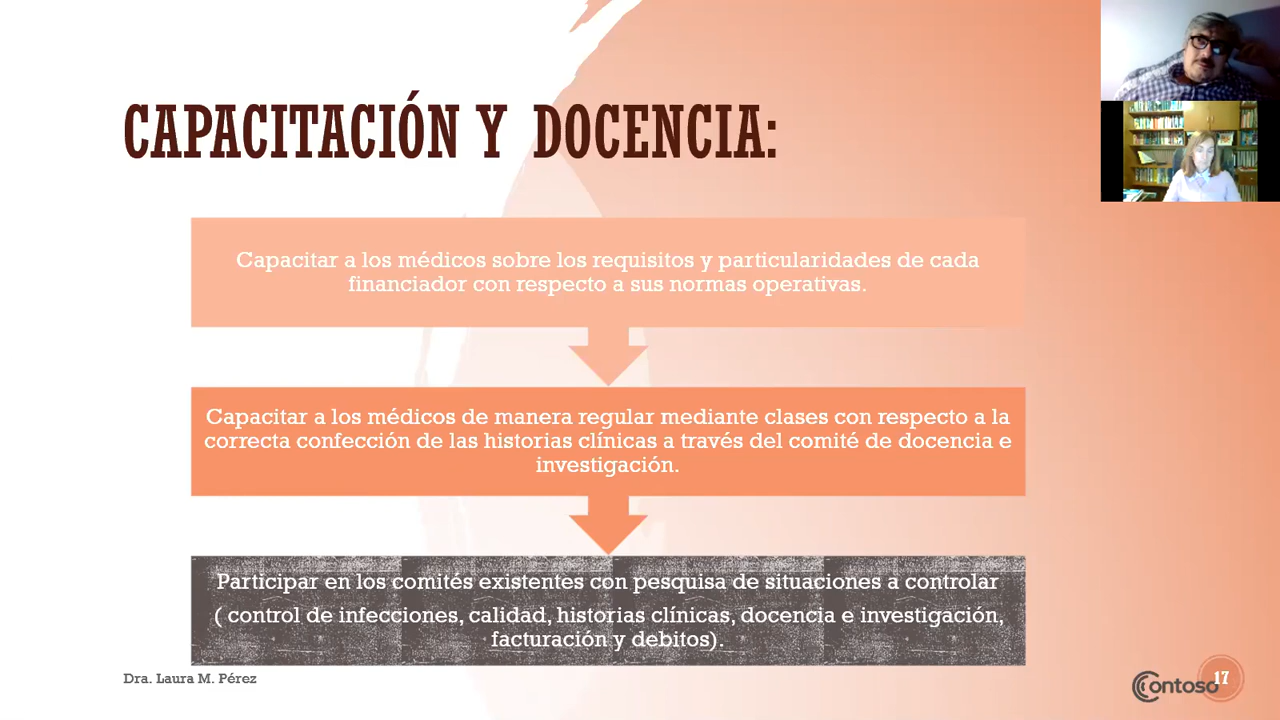 CAPACITACIÓN Y DOCENCIA:
Capacitar a los médicos sobre los requisitos y particularidades de cada
financiador con respecto a sus normas operativas.
Capacitar a los médicos de manera regular mediante clases con respecto a la
correcta confección de las historias clínicas a través del comité de docencia e
investigación.
Participar en los comités existentes con pesquisa de situaciones a controlar
( control de infecciones, calidad, historias clínicas, docencia e investigación,
facturación y debitos).
Dra. Laura M. Pérez
Contoso
17